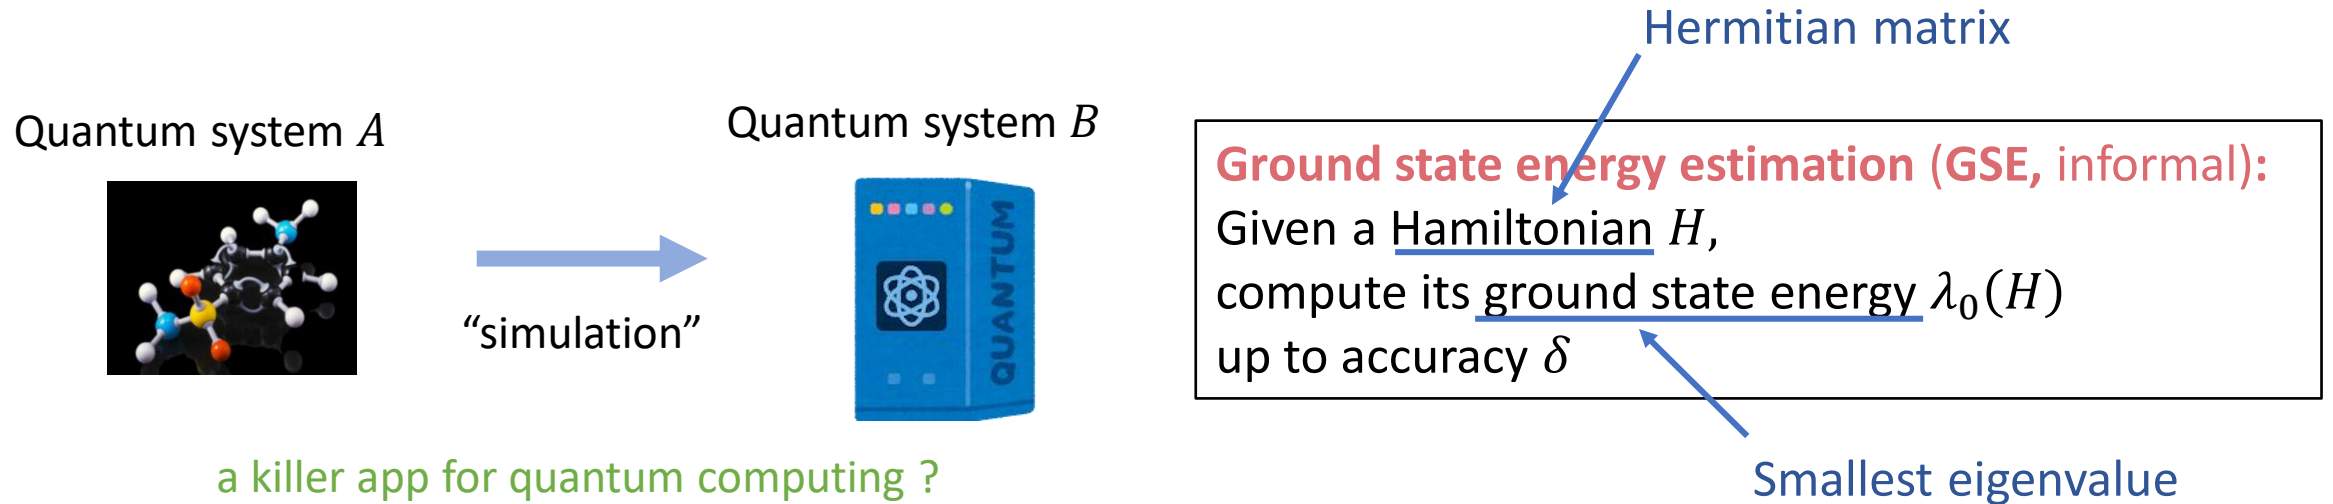 Hermitian matrix
Quantum system A
Quantum system B
QUANTUM
“simulation”
a killer app for quantum computing ?
Ground state energy estimation (GSE, informal):
Given a Hamiltonian H,
compute its ground state energy λ₀(H)
up to accuracy δ
Smallest eigenvalue